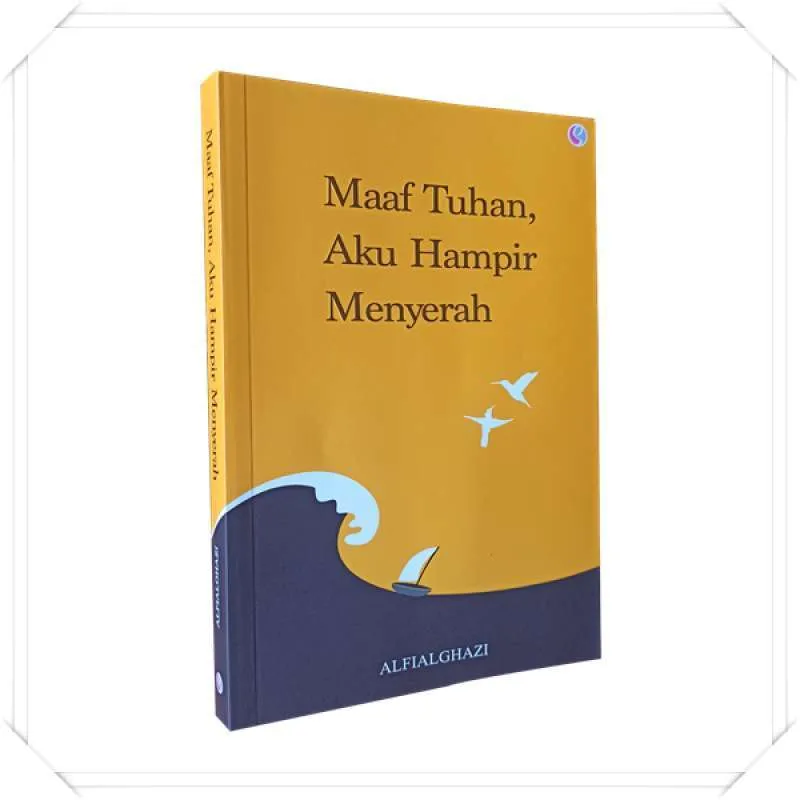 Maaf Tuhan,
Aku Hampir
Menyerah
ALFIALGHAZI
Maaf Tuhan, Aku Hampir Menyerah
ALFIALGHAZI